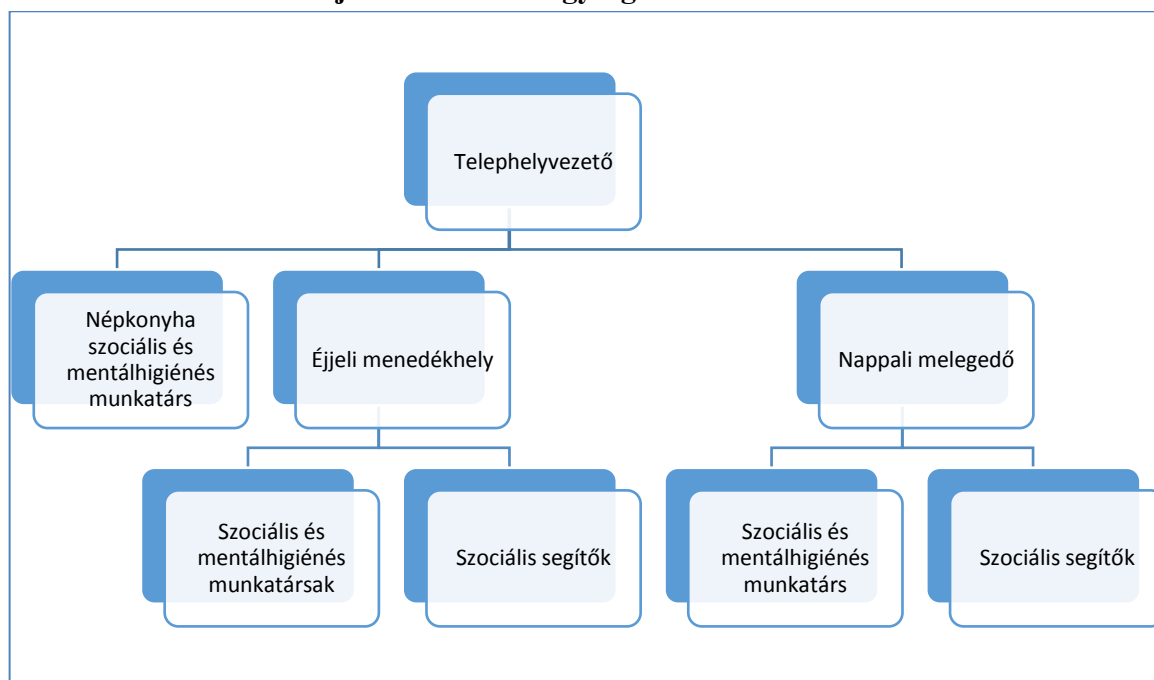 Telephelyvezető
Népkonyha
szociális és
mentálhigiénés
munkatárs
Éjjeli menedékhely
Nappali melegedő
Szociális és
mentálhigiénés
munkatársak
Szociális segítők
Szociális és
mentálhigiénés
munkatárs
Szociális segítők